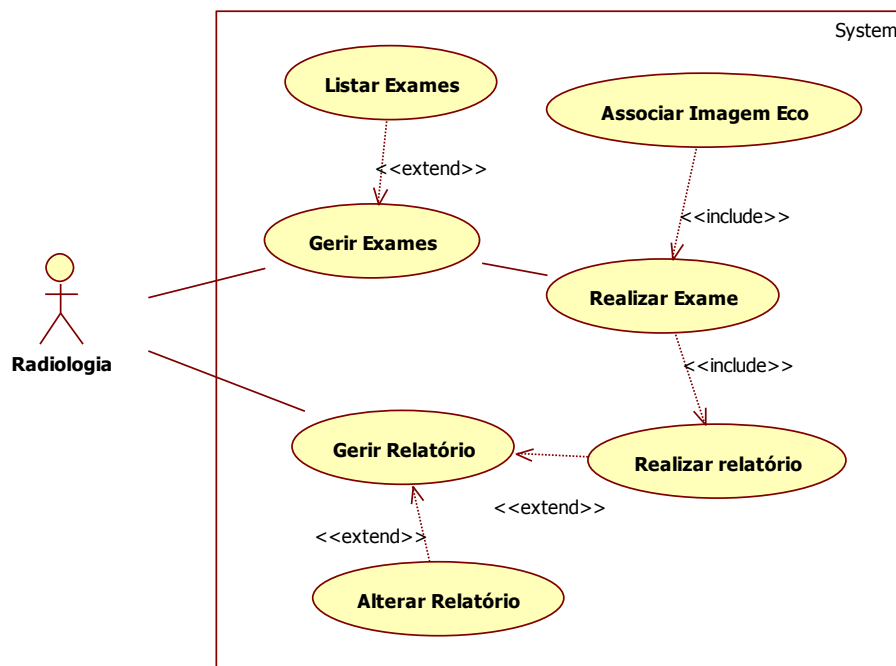 System
Listar Exames
Associar Imagem Eco
<<extend>>
<<include>>
Gerir Exames
Realizar Exame
Radiologia
<<include>>
Gerir Relatório
Realizar relatório
<<extend>>
<<extend>>
Alterar Relatório